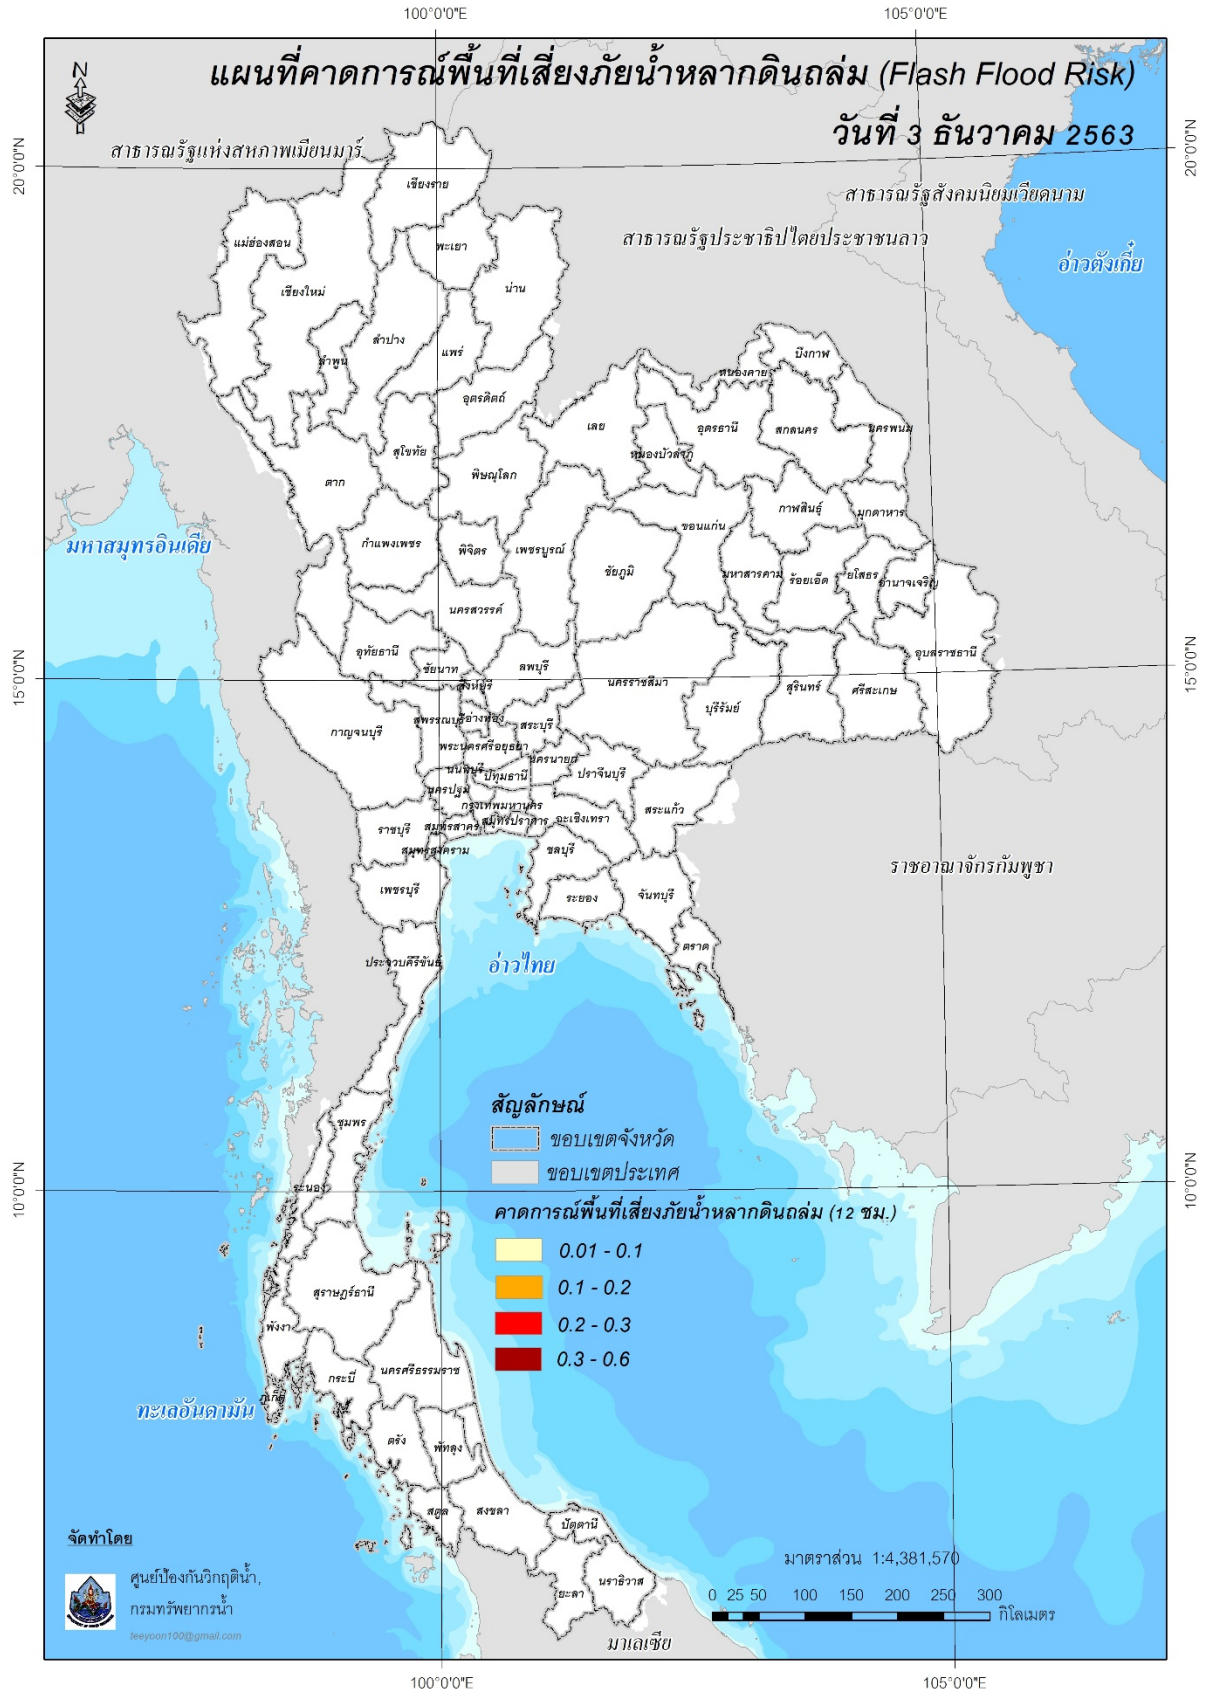 100°0'0"E
105°0'0"E
แผนที่คาดการณ์พื้นที่เสี่ยงภัยน้ำหลากดินถล่ม (Flash Flood Risk)
วันที่ 3 ธันวาคม 2563
N
20°0'0"N
20°0'0"N
สาธารณรัฐแห่งสหภาพเมียนมาร์
สาธารณรัฐสังคมนิยมเวียดนาม
สาธารณรัฐประชาธิปไตยประชาชนลาว
อ่าวตังเกี๋ย
เชียงราย
แม่ฮ่องสอน
พะเยา
เชียงใหม่
น่าน
ลำปาง
แพร่
ลำพูน
บึงกาฬ
หนองคาย
อุตรดิตถ์
เลย
อุดรธานี
สกลนคร
นครพนม
สุโขทัย
หนองบัวลำภู
ตาก
พิษณุโลก
กาฬสินธุ์
มุกดาหาร
ขอนแก่น
มหาสมุทรอินเดีย
กำแพงเพชร
พิจิตร
เพชรบูรณ์
ชัยภูมิ
มหาสารคาม
ร้อยเอ็ด
ยโสธร
อำนาจเจริญ
นครสวรรค์
อุทัยธานี
ชัยนาท
ลพบุรี
อุบลราชธานี
15°0'0"N
15°0'0"N
สิงห์บุรี
นครราชสีมา
สุรินทร์
ศรีสะเกษ
บุรีรัมย์
สุพรรณบุรี
อ่างทอง
สระบุรี
กาญจนบุรี
พระนครศรีอยุธยา
นครนายก
นนทบุรี
ปทุมธานี
ปราจีนบุรี
นครปฐม
กรุงเทพมหานคร
สระแก้ว
ราชบุรี
สมุทรสาคร
สมุทรปราการ
ฉะเชิงเทรา
สมุทรสงคราม
ชลบุรี
ราชอาณาจักรกัมพูชา
เพชรบุรี
ระยอง
จันทบุรี
ตราด
ประจวบคีรีขันธ์
อ่าวไทย
ชุมพร
ระนอง
10°0'0"N
10°0'0"N
สัญลักษณ์
ขอบเขตจังหวัด
ขอบเขตประเทศ
คาดการณ์พื้นที่เสี่ยงภัยน้ำหลากดินถล่ม (12 ชม.)
0.01 - 0.1
0.1 - 0.2
0.2 - 0.3
0.3 - 0.6
สุราษฎร์ธานี
พังงา
กระบี่
นครศรีธรรมราช
ภูเก็ต
ทะเลอันดามัน
ตรัง
พัทลุง
สตูล
สงขลา
ปัตตานี
ยะลา
นราธิวาส
มาเลเซีย
จัดทำโดย
ศูนย์ป้องกันวิกฤติน้ำ,
กรมทรัพยากรน้ำ
teeyoon100@gmail.com
มาตราส่วน 1:4,381,570
0 25 50 100 150 200 250 300
กิโลเมตร
100°0'0"E
105°0'0"E